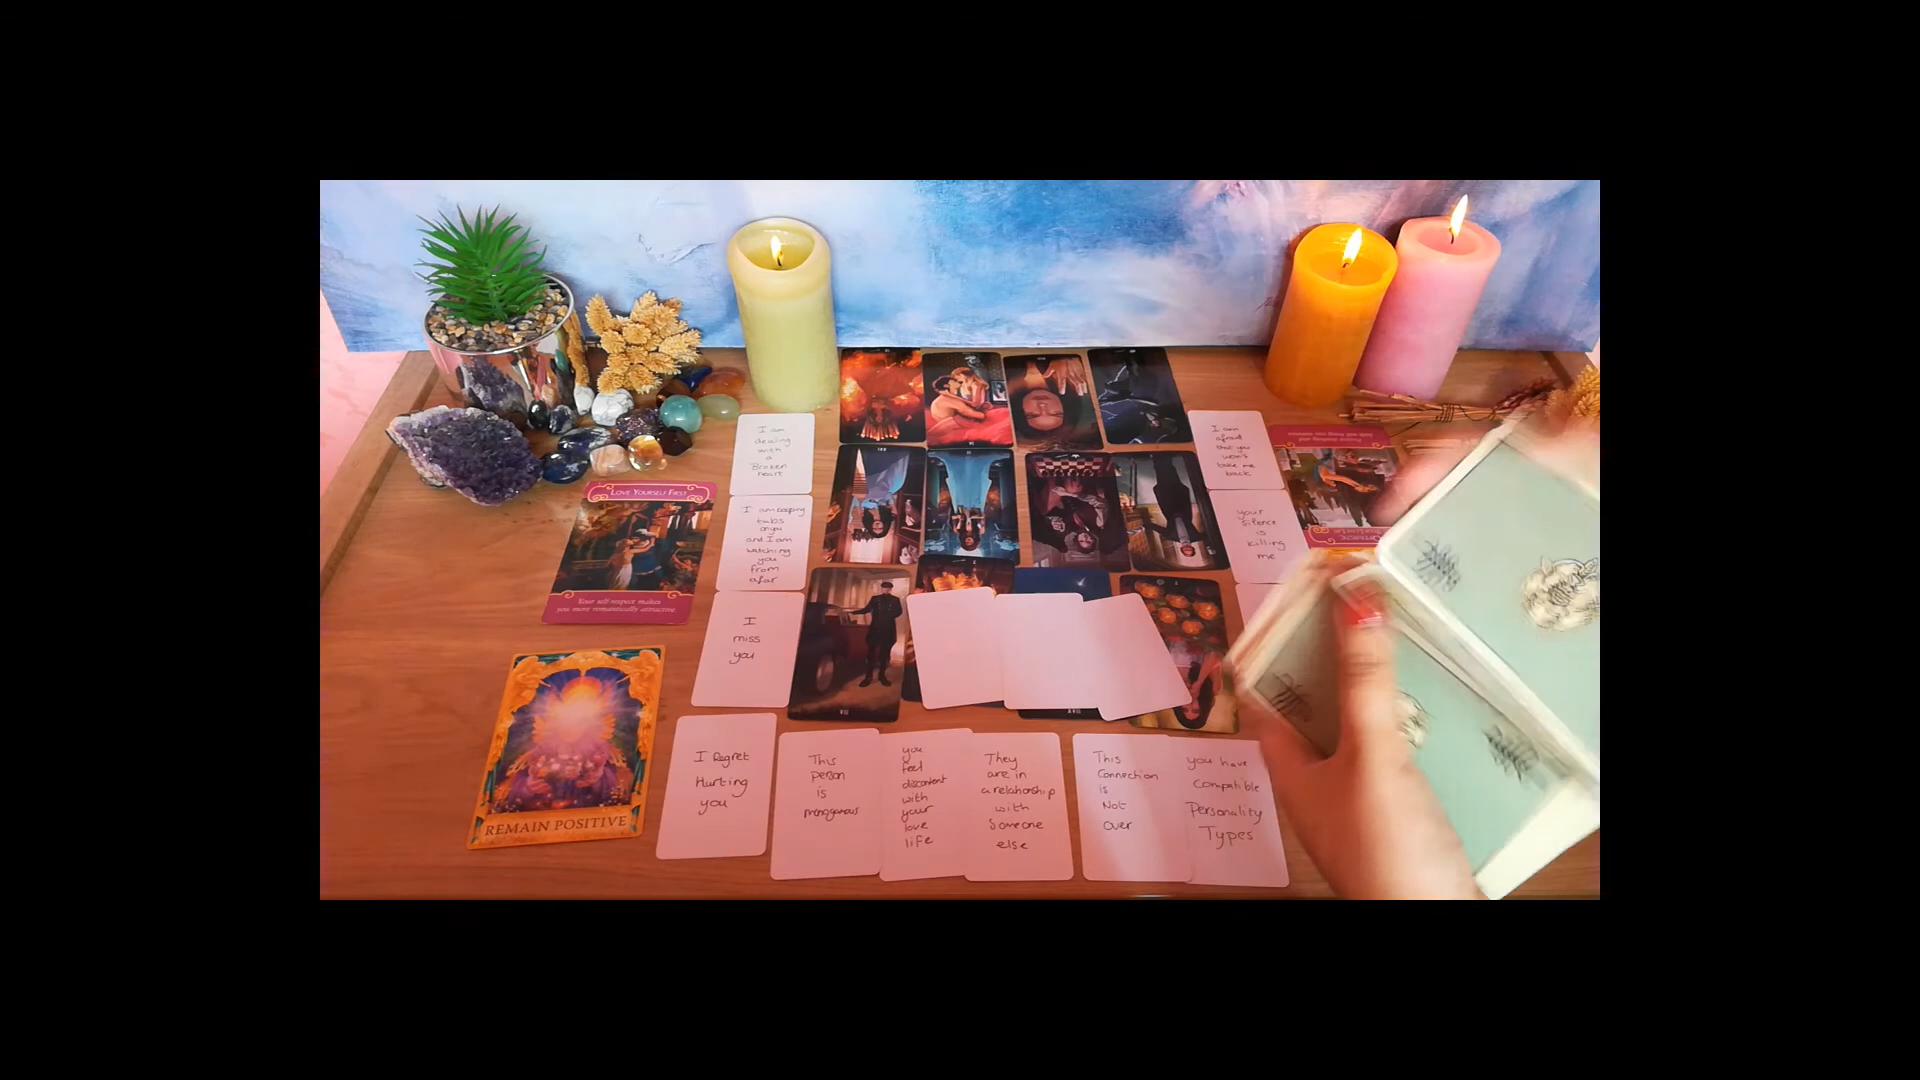 I am
dealing
with
a
Broken
heart
I am keeping
tabs
on you
and I am
watching
you
from
afar
I
miss
you
I Regret
Hurting
you
This
person
is
monogamous
you
feel
discontent
with
your
love
life
They
are in
a relationship
with
Someone
else
This
Connection
is
Not
over
you have
Compatible
Personality
Types
I am
afraid
that you
won't
take me
back
your
silence
is
killing
me
LOVE YOURSELF FIRST
Your self-respect makes
you more romantically attractive.
REMAIN POSITIVE
VII
XVII